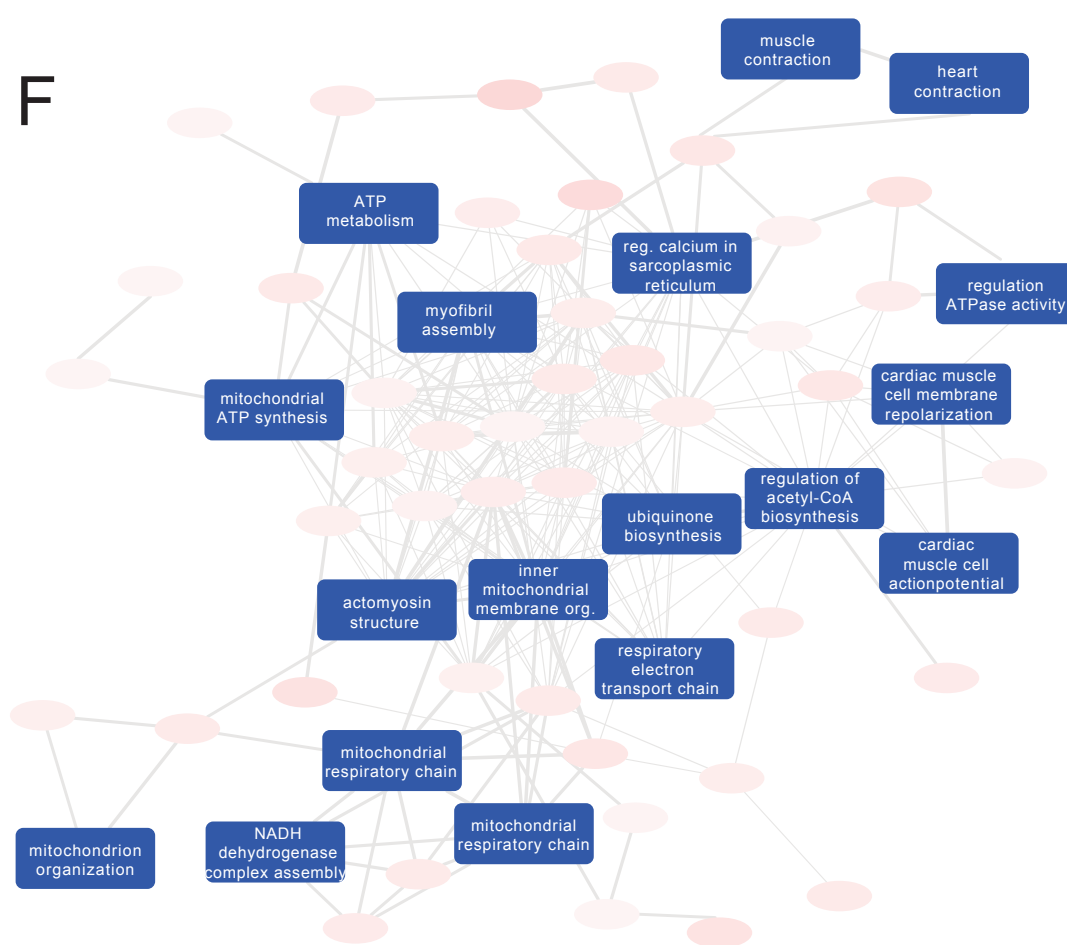 F
muscle
contraction
heart
contraction
ATP
metabolism
reg. calcium in
sarcoplasmic
reticulum
regulation
ATPase activity
myofibril
assembly
mitochondrial
ATP synthesis
cardiac muscle
cell membrane
repolarization
regulation of
acetyl-CoA
biosynthesis
ubiquinone
biosynthesis
cardiac
muscle cell
actionpotential
inner
mitochondrial
membrane org.
actomyosin
structure
respiratory
electron
transport chain
mitochondrial
respiratory chain
mitochondrial
respiratory chain
NADH
dehydrogenase
complex assembly
mitochondrion
organization